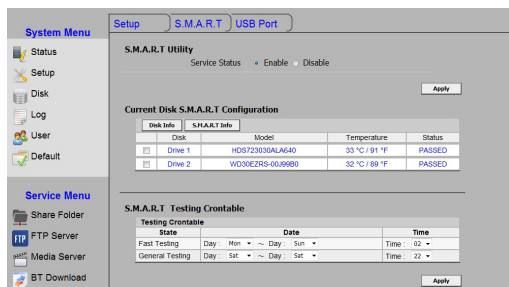 Setup S.M.A.R.T USB Port
System Menu
Status
Setup
Disk
Log
User
Default
Service Menu
Share Folder
FTP FTP Server
Media Server
BT Download
S.M.A.R.T Utility
Service Status Enable Disable
Apply
Current Disk S.M.A.R.T Configuration
Disk Info S.M.A.R.T Info
Disk Model Temperature Status
Drive 1 HDS723030ALA640 33 °C / 91 °F PASSED
Drive 2 WD30EZRS-00J99B0 32 °C / 89 °F PASSED
S.M.A.R.T Testing Crontable
Testing Crontable
State Date Time
Fast Testing Day : Mon ~ Day : Sun Time : 02
General Testing Day : Sat ~ Day : Sat Time : 22
Apply